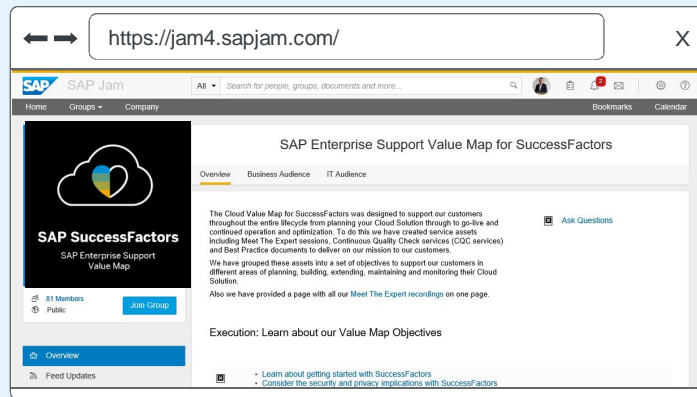 https://jam4.sapjam.com/
X
SAP
SAP Jam
All
Search for people, groups, documents and more...
2
Home
Groups
Company
Bookmarks
Calendar
SAP SuccessFactors
SAP Enterprise Support
Value Map
81 Members
Public
Join Group
Overview
Feed Updates
SAP Enterprise Support Value Map for SuccessFactors
Overview
Business Audience
IT Audience
The Cloud Value Map for SuccessFactors was designed to support our customers
throughout the entire lifecycle from planning your Cloud Solution through to go-live and
continued operation and optimization. To do this we have created service assets
including Meet The Expert sessions, Continuous Quality Check services (CQC services)
and Best Practice documents to deliver on our mission to our customers.
We have grouped these assets into a set of objectives to support our customers in
different areas of planning, building, extending, maintaining and monitoring their Cloud
Solution.
Also we have provided a page with all our Meet The Expert recordings on one page.
Ask Questions
Execution: Learn about our Value Map Objectives
• Learn about getting started with SuccessFactors
• Consider the security and privacy implications with SuccessFactors